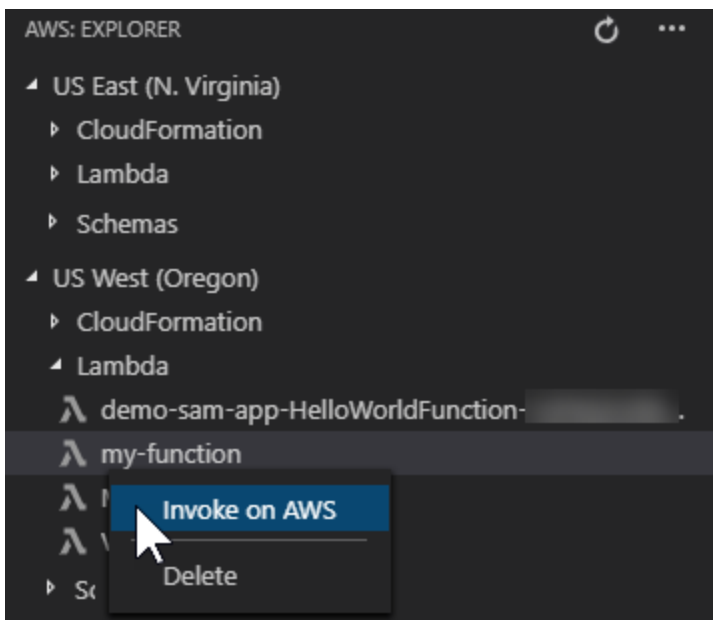 AWS: EXPLORER
US East (N. Virginia)
CloudFormation
Lambda
Schemas
US West (Oregon)
CloudFormation
Lambda
demo-sam-app-HelloWorldFunction-
my-function
Invoke on AWS
Delete